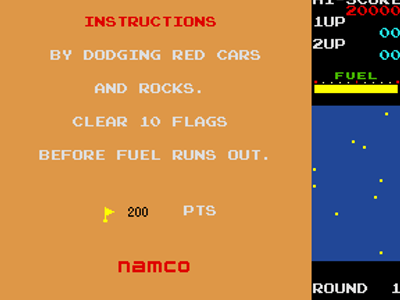 INSTRUCTIONS
BY DODGING RED CARS
AND ROCKS.
CLEAR 10 FLAGS
BEFORE FUEL RUNS OUT.
200 PTS
namco
HI-SCORE
20000
1UP
00
2UP
00
FUEL
ROUND 1